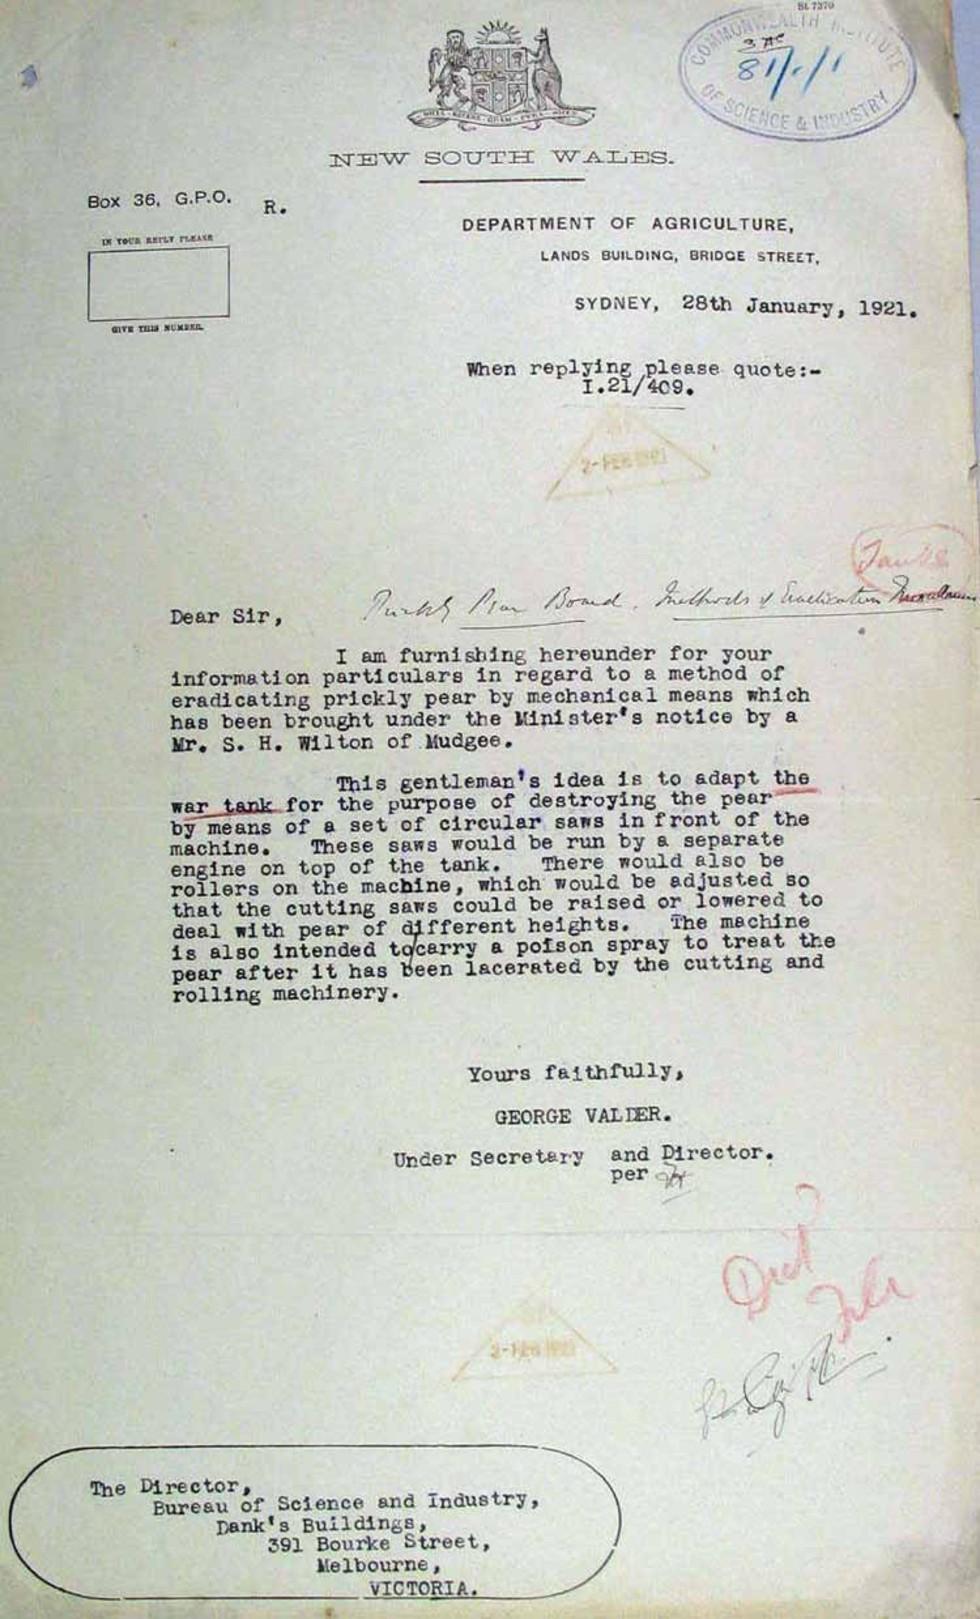 BL 7370
COMMONWEALTH INSTITUTE
OF SCIENCE & INDUSTRY
NEW SOUTH WALES.
Box 36, G.P.O.
R.
IN YOUR REPLY PLEASE
GIVE THIS NUMBER.
DEPARTMENT OF AGRICULTURE,
LANDS BUILDING, BRIDGE STREET,
SYDNEY, 28th January, 1921.
When replying please quote:-
I.21/409.
2-FEB 1921
Tanks
Prickly Pear Board. Methods of Eradication
Dear Sir,
I am furnishing hereunder for your
information particulars in regard to a method of
eradicating prickly pear by mechanical means which
has been brought under the Minister's notice by a
Mr. S. H. Wilton of Mudgee.
This gentleman's idea is to adapt the
war tank for the purpose of destroying the pear
by means of a set of circular saws in front of the
machine. These saws would be run by a separate
engine on top of the tank. There would also be
rollers on the machine, which would be adjusted so
that the cutting saws could be raised or lowered to
deal with pear of different heights. The machine
is also intended to/carry a poison spray to treat the
pear after it has been lacerated by the cutting and
rolling machinery.
Yours faithfully,
GEORGE VALDER.
Under Secretary and Director.
per
File
2-FEB 1921
The Director,
Bureau of Science and Industry,
Dank's Buildings,
391 Bourke Street,
Melbourne,
VICTORIA.